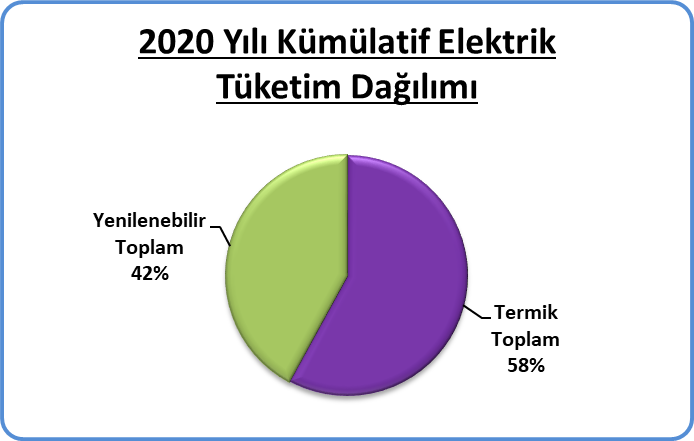 2020 Yılı Kümülatif Elektrik
Tüketim Dağılımı
Yenilenebilir
Toplam
42%
Termik
Toplam
58%